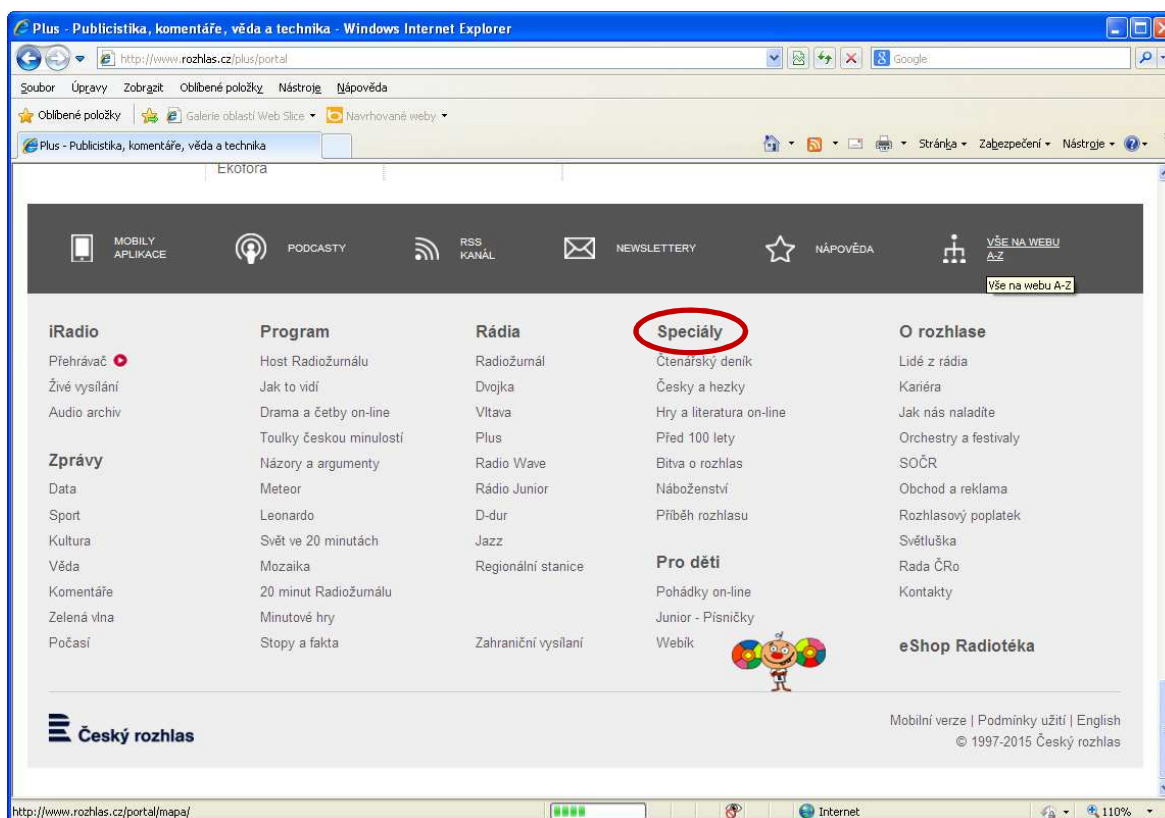 Plus - Publicistika, komentáře, věda a technika - Windows Internet Explorer
http://www.rozhlas.cz/plus/portal
Google
Soubor Úpravy Zobrazit Oblíbené položky Nástroje Nápověda
Oblíbené položky Galerie oblastí Web Slice Navrhované weby
Plus - Publicistika, komentáře, věda a technika
Stránka Zabezpečení Nástroje
Ekofora
MOBILY
APLIKACE
PODCASTY
RSS
KANÁL
NEWSLETTERY
NÁPOVĚDA
VŠE NA WEBU
A-Z
Vše na webu A-Z
iRadio
Přehrávač
Živé vysílání
Audio archiv
Zprávy
Data
Sport
Kultura
Věda
Komentáře
Zelená vlna
Počasí
Program
Host Radiožurnálu
Jak to vidí
Drama a četby on-line
Toulky českou minulostí
Názory a argumenty
Meteor
Leonardo
Svět ve 20 minutách
Mozaika
20 minut Radiožurnálu
Minutové hry
Stopy a fakta
Rádia
Radiožurnál
Dvojka
Vltava
Plus
Radio Wave
Rádio Junior
D-dur
Jazz
Regionální stanice
Zahraniční vysílaní
Speciály
Čtenářský deník
Česky a hezky
Hry a literatura on-line
Před 100 lety
Bitva o rozhlas
Náboženství
Příběh rozhlasu
Pro děti
Pohádky on-line
Junior - Písničky
Webík
O rozhlase
Lidé z rádia
Kariéra
Jak nás naladíte
Orchestry a festivaly
SOČR
Obchod a reklama
Rozhlasový poplatek
Světluška
Rada ČRo
Kontakty
eShop Radiotéka
Český rozhlas
Mobilní verze | Podmínky užití | English
© 1997-2015 Český rozhlas
http://www.rozhlas.cz/portal/mapa/
Internet
110%